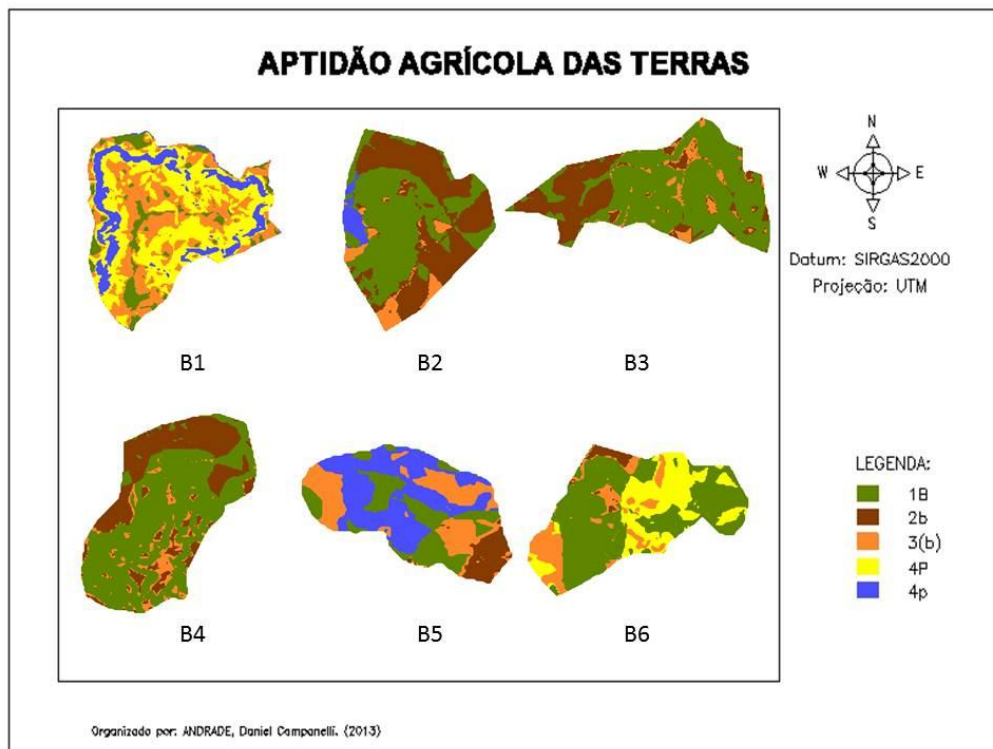 APTIDÃO AGRÍCOLA DAS TERRAS
N
W E
S
Datum: SIRGAS2000
Projeção: UTM
B1 B2 B3
B4 B5 B6
LEGENDA:
1B
2b
3(b)
4P
4p
Organizado por: ANDRADE, Daniel Campanelli. (2013)